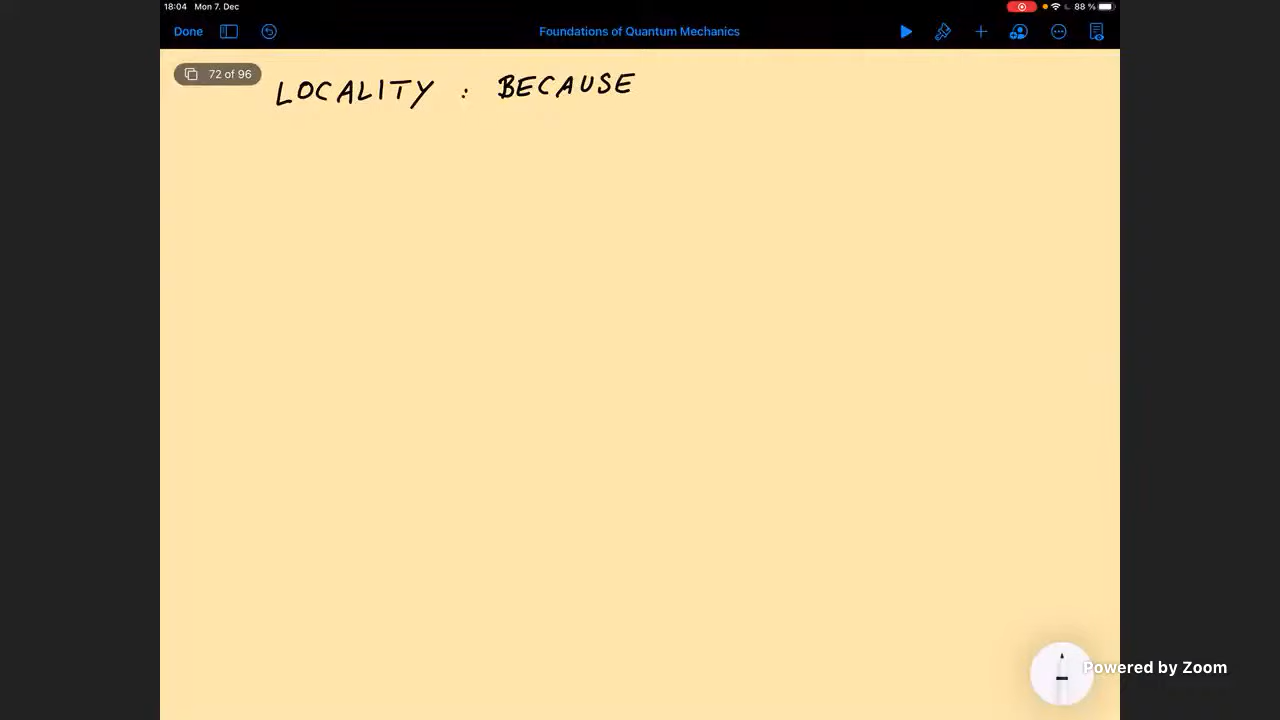 18:04 Mon 7. Dec 88 %
Done Foundations of Quantum Mechanics
72 of 96
LOCALITY : BECAUSE
Powered by Zoom